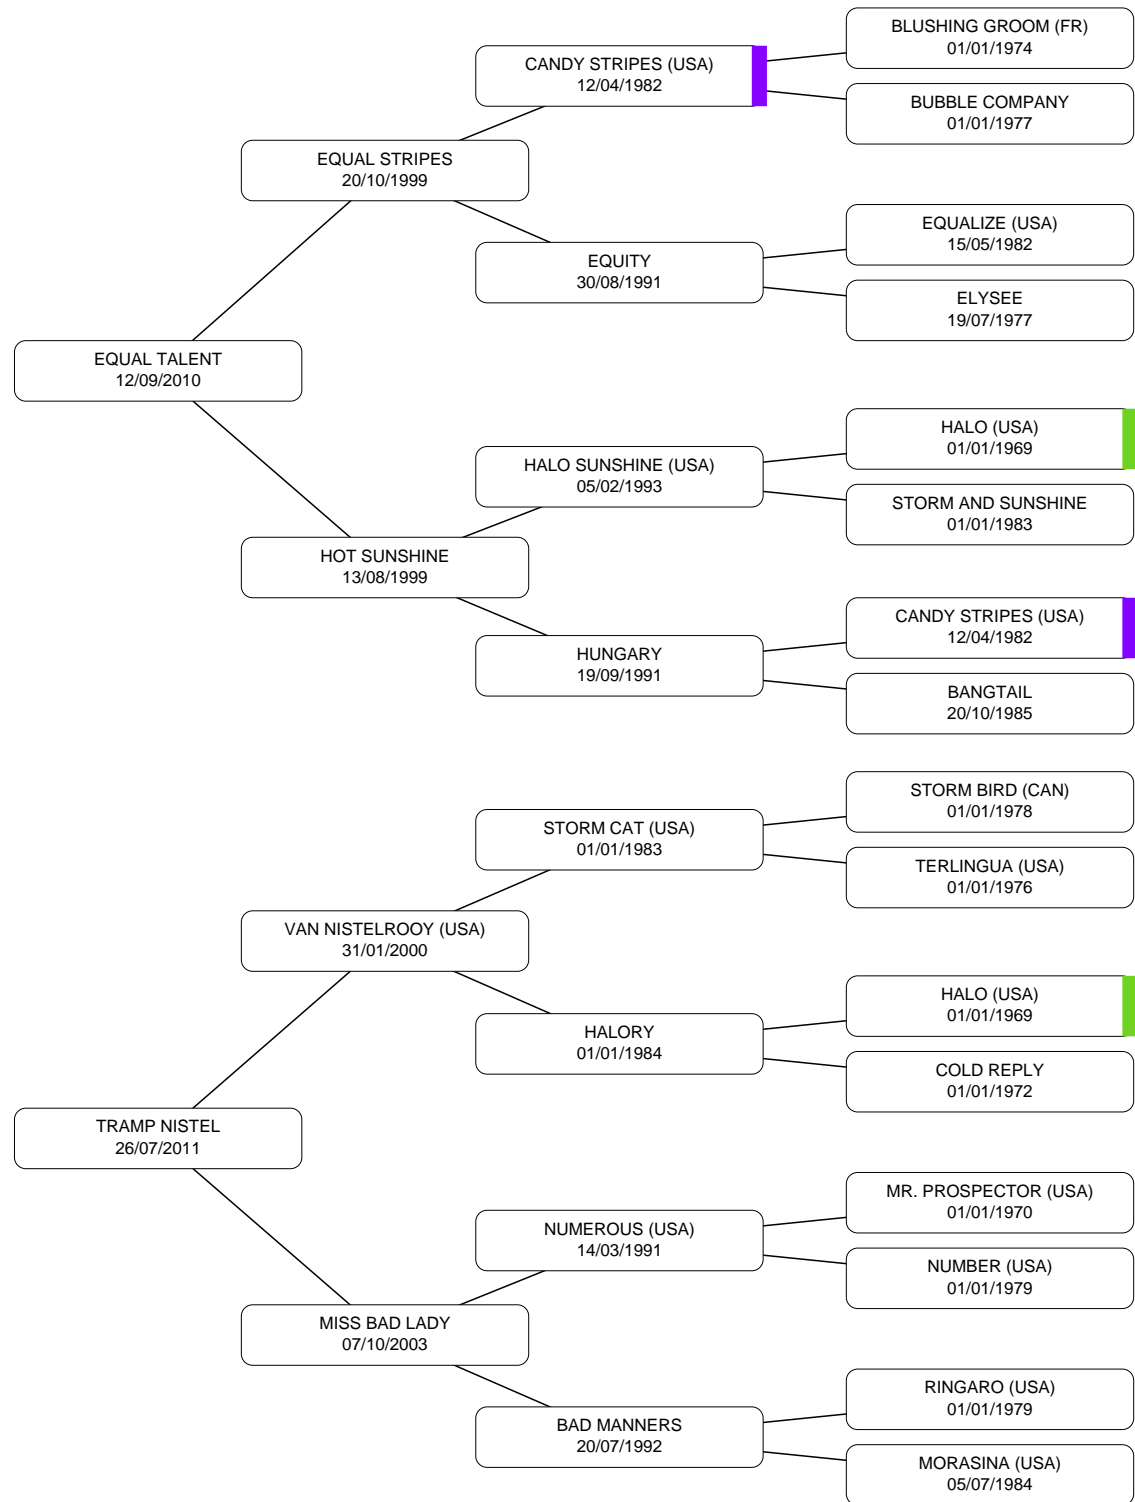 BLUSHING GROOM (FR)
01/01/1974
CANDY STRIPES (USA)
12/04/1982
BUBBLE COMPANY
01/01/1977
EQUAL STRIPES
20/10/1999
EQUALIZE (USA)
15/05/1982
EQUITY
30/08/1991
ELYSEE
19/07/1977
EQUAL TALENT
12/09/2010
HALO (USA)
01/01/1969
HALO SUNSHINE (USA)
05/02/1993
STORM AND SUNSHINE
01/01/1983
HOT SUNSHINE
13/08/1999
CANDY STRIPES (USA)
12/04/1982
HUNGARY
19/09/1991
BANGTAIL
20/10/1985
STORM BIRD (CAN)
01/01/1978
STORM CAT (USA)
01/01/1983
TERLINGUA (USA)
01/01/1976
VAN NISTELROOY (USA)
31/01/2000
HALO (USA)
01/01/1969
HALORY
01/01/1984
COLD REPLY
01/01/1972
TRAMP NISTEL
26/07/2011
MR. PROSPECTOR (USA)
01/01/1970
NUMEROUS (USA)
14/03/1991
NUMBER (USA)
01/01/1979
MISS BAD LADY
07/10/2003
RINGARO (USA)
01/01/1979
BAD MANNERS
20/07/1992
MORASINA (USA)
05/07/1984